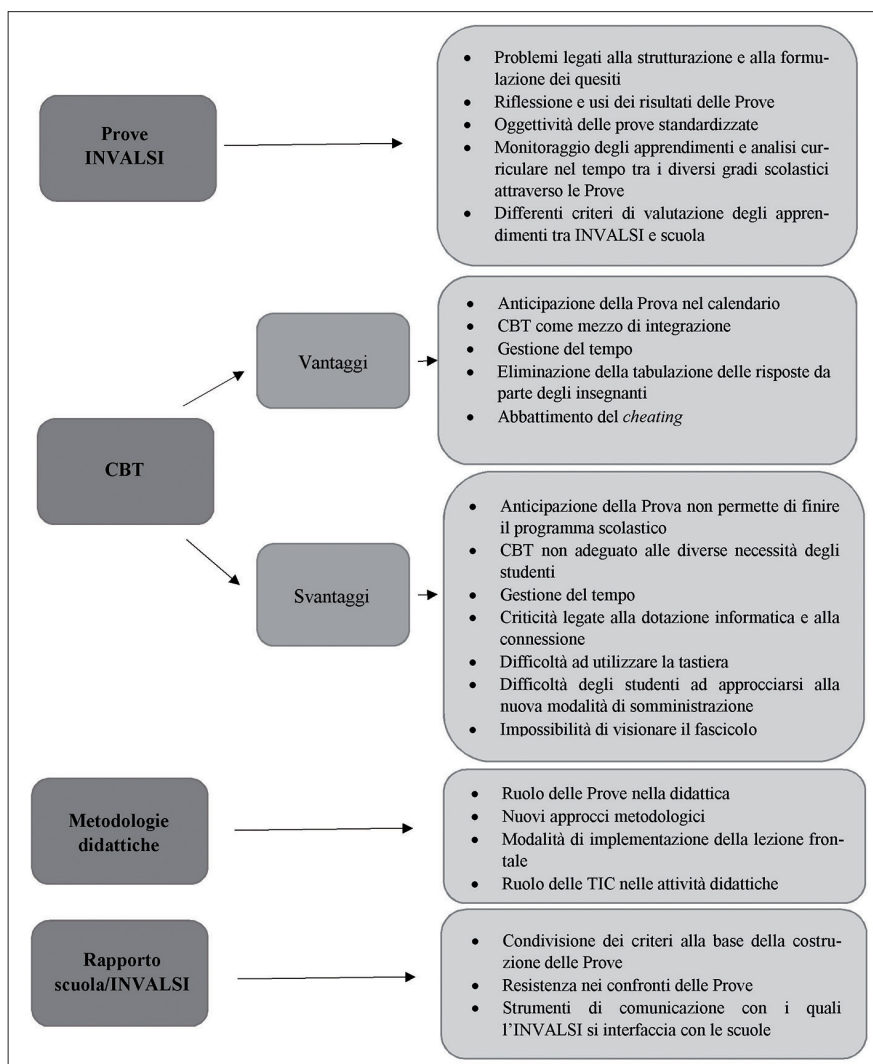 Prove
INVALSI
• Problemi legati alla strutturazione e alla formu-
lazione dei quesiti
• Riflessione e usi dei risultati delle Prove
• Oggettività delle prove standardizzate
• Monitoraggio degli apprendimenti e analisi cur-
riculare nel tempo tra i diversi gradi scolastici
attraverso le Prove
• Differenti criteri di valutazione degli appren-
dimenti tra INVALSI e scuola
CBT
Vantaggi
• Anticipazione della Prova nel calendario
• CBT come mezzo di integrazione
• Gestione del tempo
• Eliminazione della tabulazione delle risposte da
parte degli insegnanti
• Abbattimento del cheating
Svantaggi
• Anticipazione della Prova non permette di finire
il programma scolastico
• CBT non adeguato alle diverse necessità degli
studenti
• Gestione del tempo
• Criticità legate alla dotazione informatica e alla
connessione
• Difficoltà ad utilizzare la tastiera
• Difficoltà degli studenti ad approcciarsi alla
nuova modalità di somministrazione
• Impossibilità di visionare il fascicolo
Metodologie
didattiche
• Ruolo delle Prove nella didattica
• Nuovi approcci metodologici
• Modalità di implementazione della lezione fron-
tale
• Ruolo delle TIC nelle attività didattiche
Rapporto
scuola/INVALSI
• Condivisione dei criteri alla base della costru-
zione delle Prove
• Resistenza nei confronti delle Prove
• Strumenti di comunicazione con i quali
l'INVALSI si interfaccia con le scuole